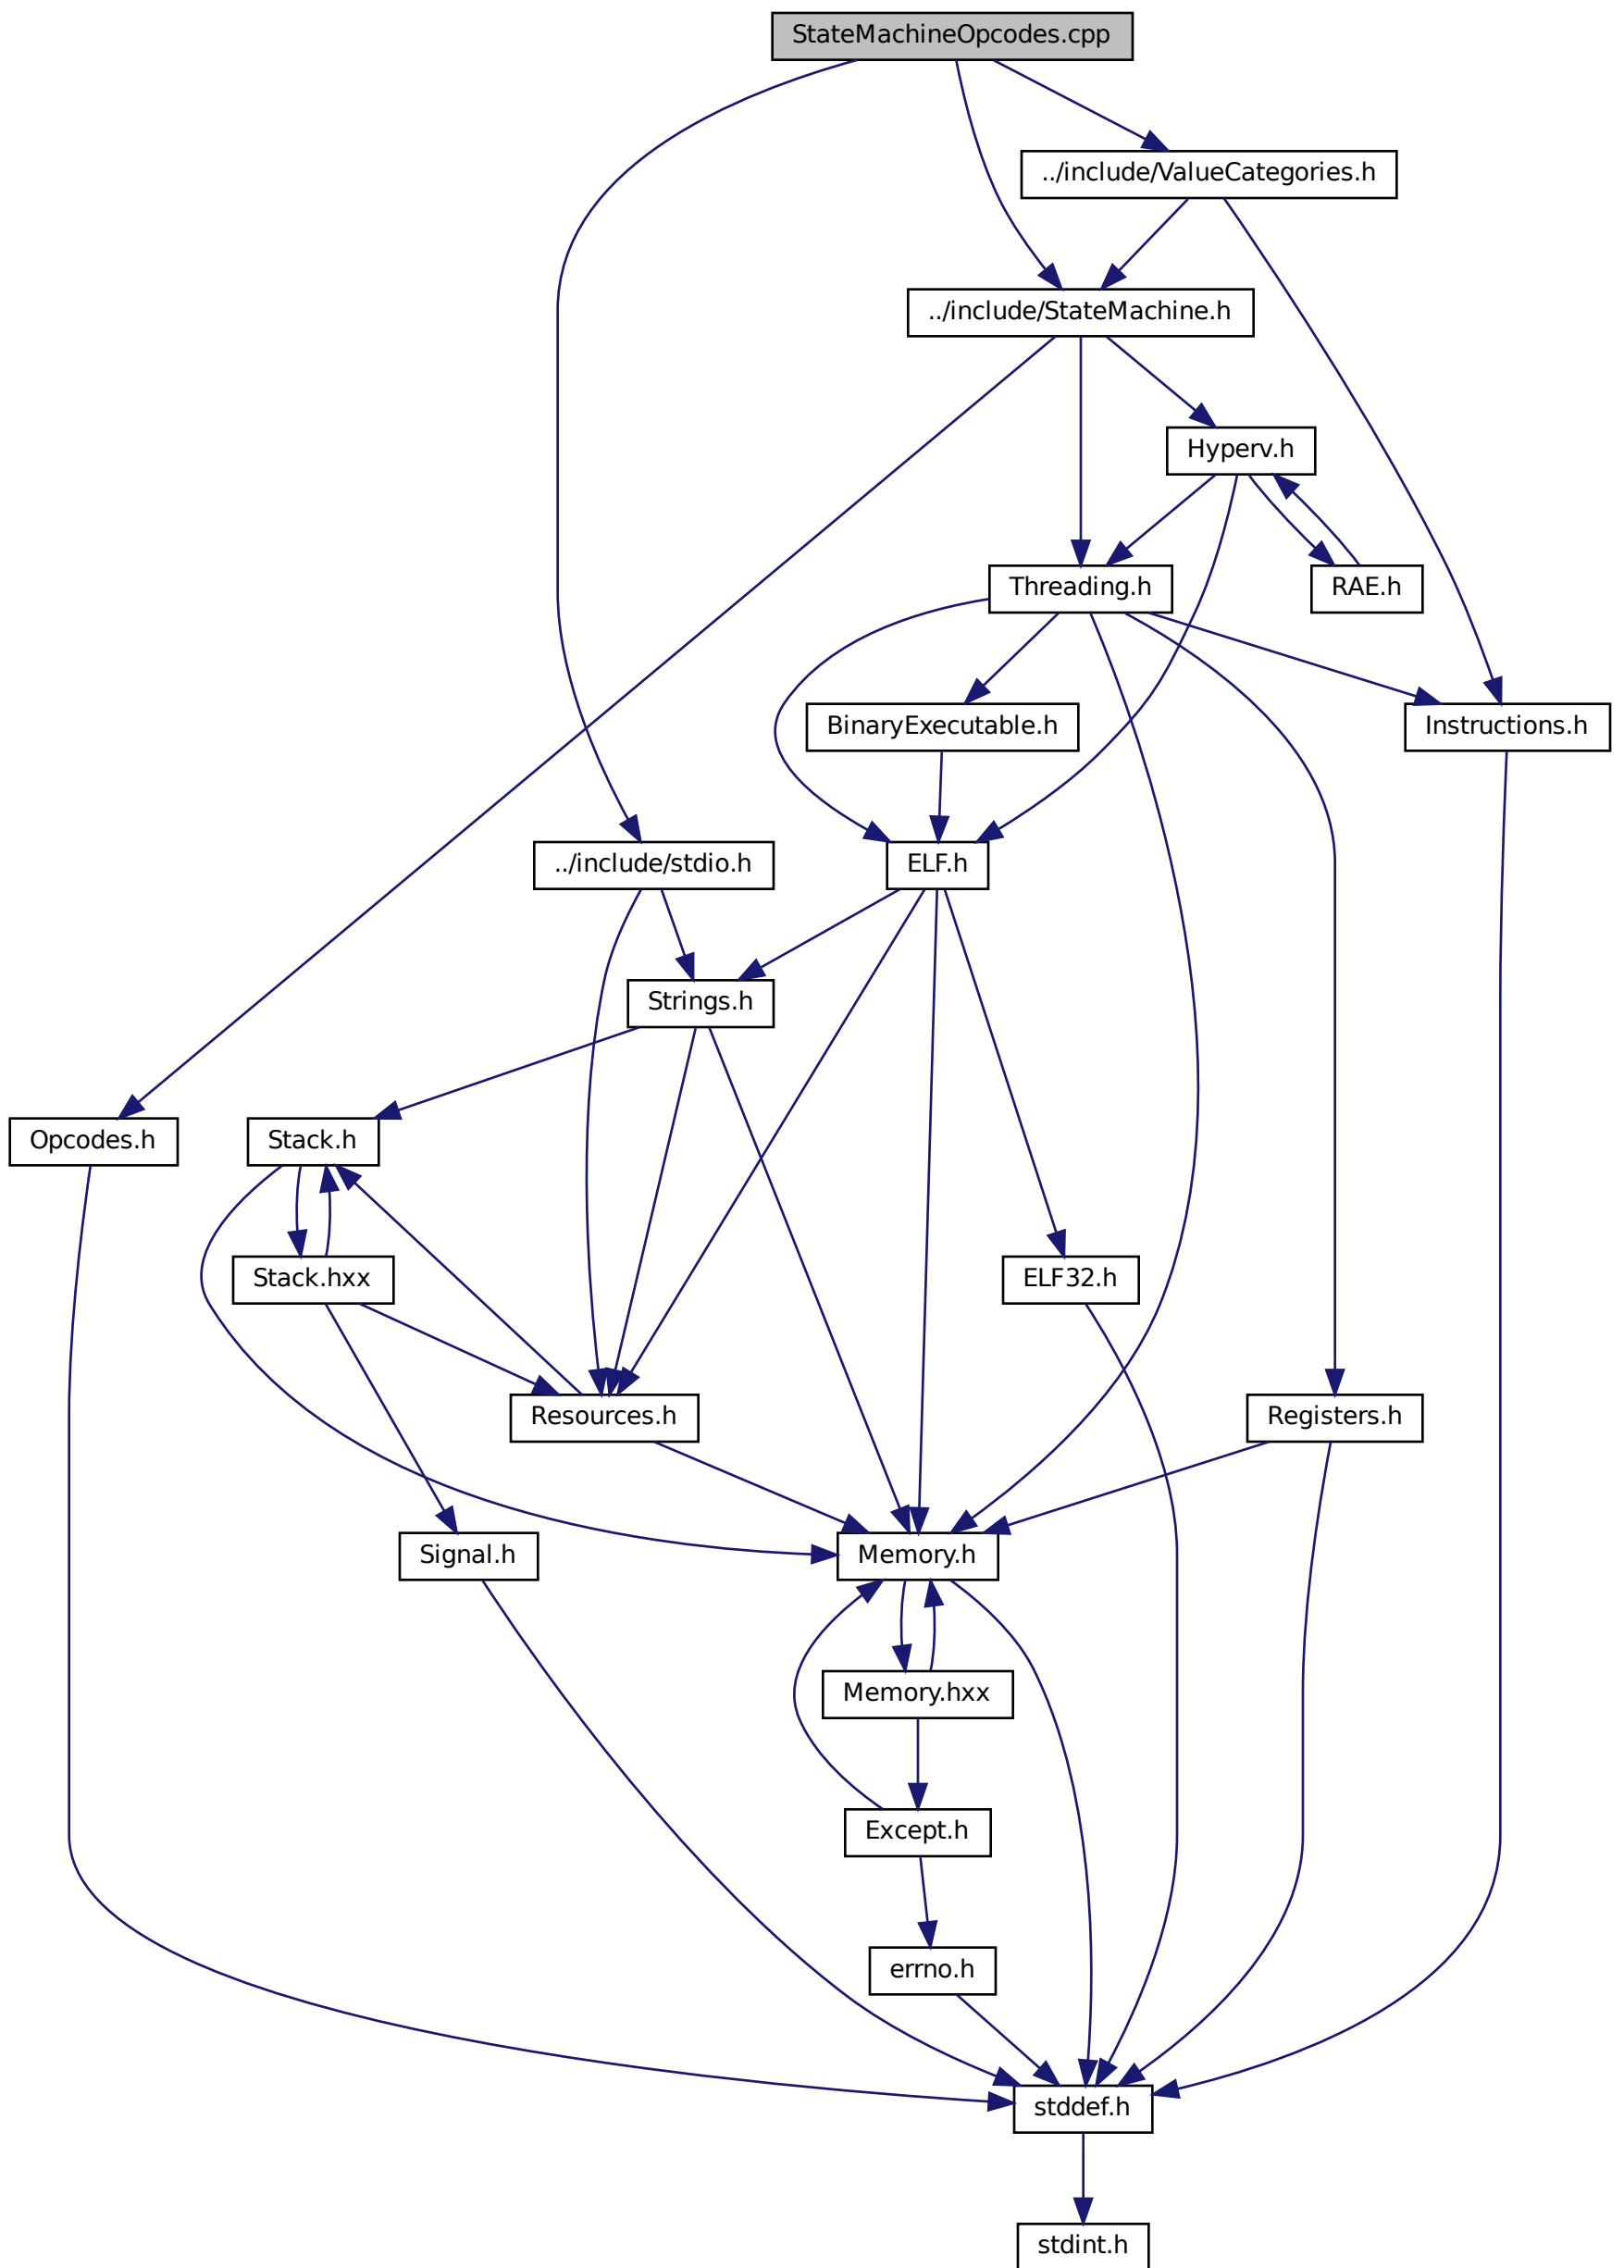 StateMachineOpcodes.cpp
../include/ValueCategories.h
../include/StateMachine.h
Hyperv.h
Threading.h
RAE.h
BinaryExecutable.h
Instructions.h
../include/stdio.h
ELF.h
Strings.h
Opcodes.h
Stack.h
Stack.hxx
ELF32.h
Resources.h
Registers.h
Signal.h
Memory.h
Memory.hxx
Except.h
errno.h
stddef.h
stdint.h